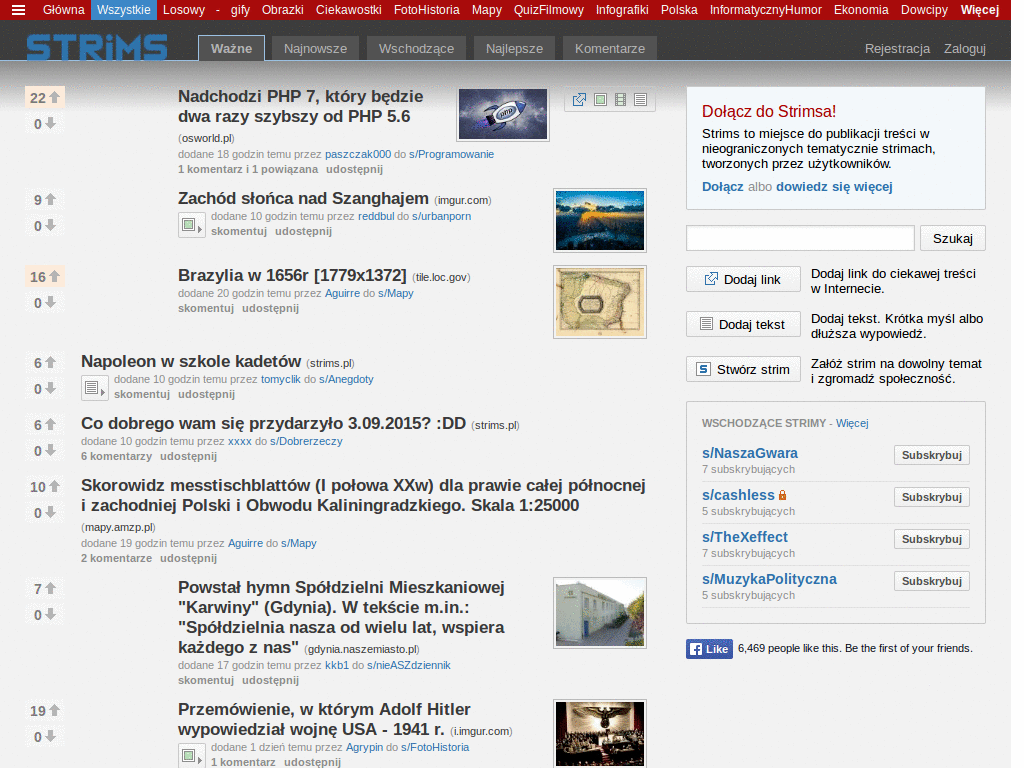 Główna Wszystkie Losowy - gify Obrazki Ciekawostki FotoHistoria Mapy QuizFilmowy Infografiki Polska InformatycznyHumor Ekonomia Dowcipy Więcej
STRiMS Ważne Najnowsze Wschodzące Najlepsze Komentarze Rejestracja Zaloguj
22
0
Nadchodzi PHP 7, który będzie
dwa razy szybszy od PHP 5.6
(osworld.pl)
dodane 18 godzin temu przez paszczak000 do s/Programowanie
1 komentarz i 1 powiązana udostępnij
php
9
0
Zachód słońca nad Szanghajem (imgur.com)
dodane 10 godzin temu przez reddbul do s/urbanporn
skomentuj udostępnij
16
0
Brazylia w 1656r [1779x1372] (tile.loc.gov)
dodane 20 godzin temu przez Aguirre do s/Mapy
skomentuj udostępnij
6
0
Napoleon w szkole kadetów (strims.pl)
dodane 10 godzin temu przez tomyclik do s/Anegdoty
skomentuj udostępnij
6
0
Co dobrego wam się przydarzyło 3.09.2015? :DD (strims.pl)
dodane 10 godzin temu przez xxxx do s/Dobrerzeczy
6 komentarzy udostępnij
10
0
Skorowidz messtischblattów (I połowa XXw) dla prawie całej północnej
i zachodniej Polski i Obwodu Kaliningradzkiego. Skala 1:25000
(mapy.amzp.pl)
dodane 19 godzin temu przez Aguirre do s/Mapy
2 komentarze udostępnij
7
0
Powstał hymn Spółdzielni Mieszkaniowej
"Karwiny" (Gdynia). W tekście m.in.:
"Spółdzielnia nasza od wielu lat, wspiera
każdego z nas" (gdynia.naszemiasto.pl)
dodane 17 godzin temu przez kkb1 do s/nieASZdziennik
skomentuj udostępnij
19
0
Przemówienie, w którym Adolf Hitler
wypowiedział wojnę USA - 1941 r. (i.imgur.com)
dodane 1 dzień temu przez Agrypin do s/FotoHistoria
1 komentarz udostępnij
Dołącz do Strimsa!
Strims to miejsce do publikacji treści w
nieograniczonych tematycznie strimach,
tworzonych przez użytkowników.
Dołącz albo dowiedz się więcej
Szukaj
Dodaj link
Dodaj link do ciekawej treści
w Internecie.
Dodaj tekst
Dodaj tekst. Krótka myśl albo
dłuższa wypowiedź.
S Stwórz strim
Załóż strim na dowolny temat
i zgromadź społeczność.
WSCHODZĄCE STRIMY - Więcej
s/NaszaGwara Subskrybuj
7 subskrybujących
s/cashless Subskrybuj
5 subskrybujących
s/TheXeffect Subskrybuj
7 subskrybujących
s/MuzykaPolityczna Subskrybuj
5 subskrybujących
f Like 6,469 people like this. Be the first of your friends.